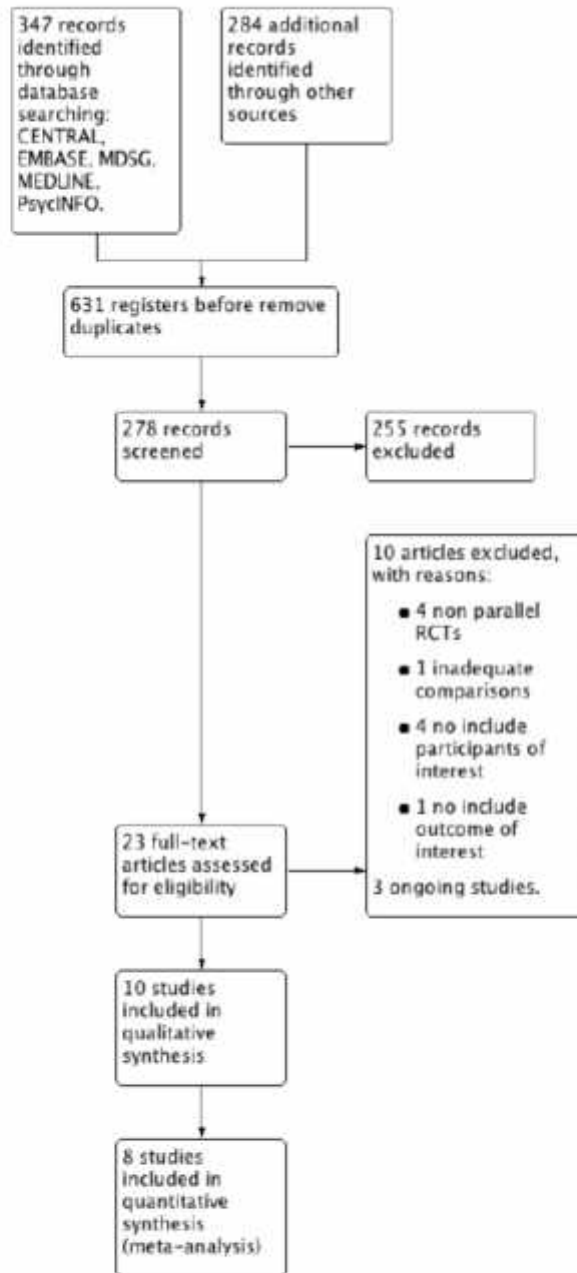 347 records
identified
through
database
searching:
CENTRAL,
EMBASE, MDSG,
MEDLINE,
PsycINFO.
284 additional
records
identified
through other
sources
631 registers before remove
duplicates
278 records
screened
255 records
excluded
10 articles excluded,
with reasons:
■ 4 non parallel
RCTs
■ 1 inadequate
comparisons
■ 4 no include
participants of
interest
■ 1 no include
outcome of
interest
3 ongoing studies.
23 full-text
articles assessed
for eligibility
10 studies
included in
qualitative
synthesis
8 studies
included in
quantitative
synthesis
(meta-analysis)